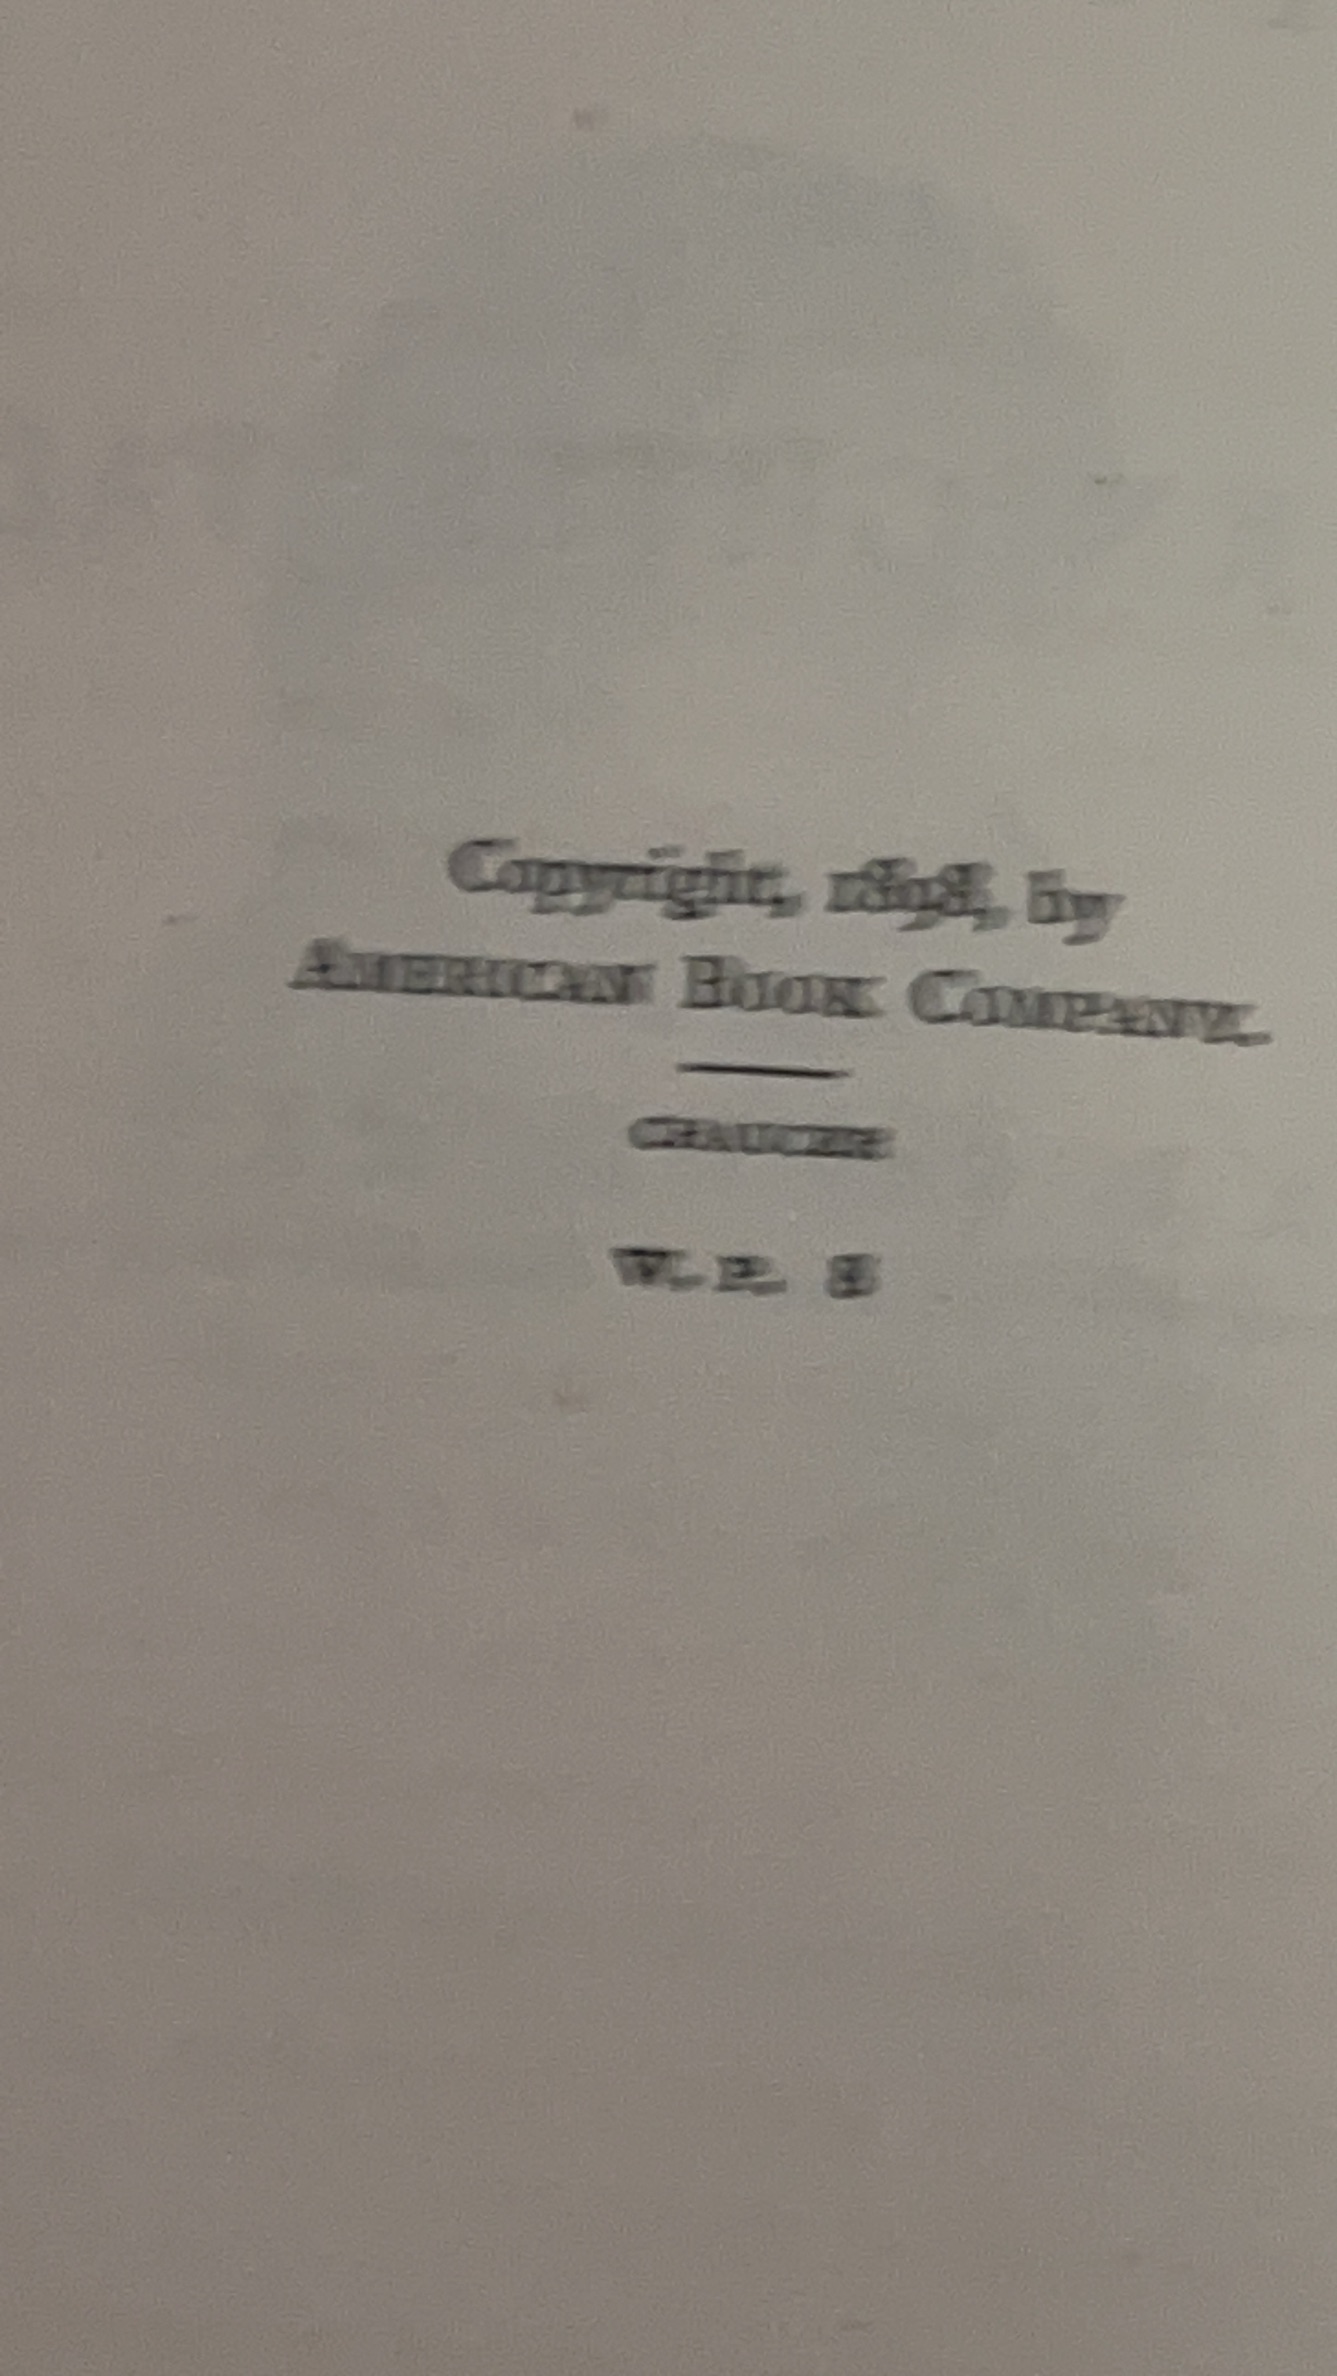 Copyright, 1898, by
AMERICAN BOOK COMPANY.
CHAUCER
W. P.